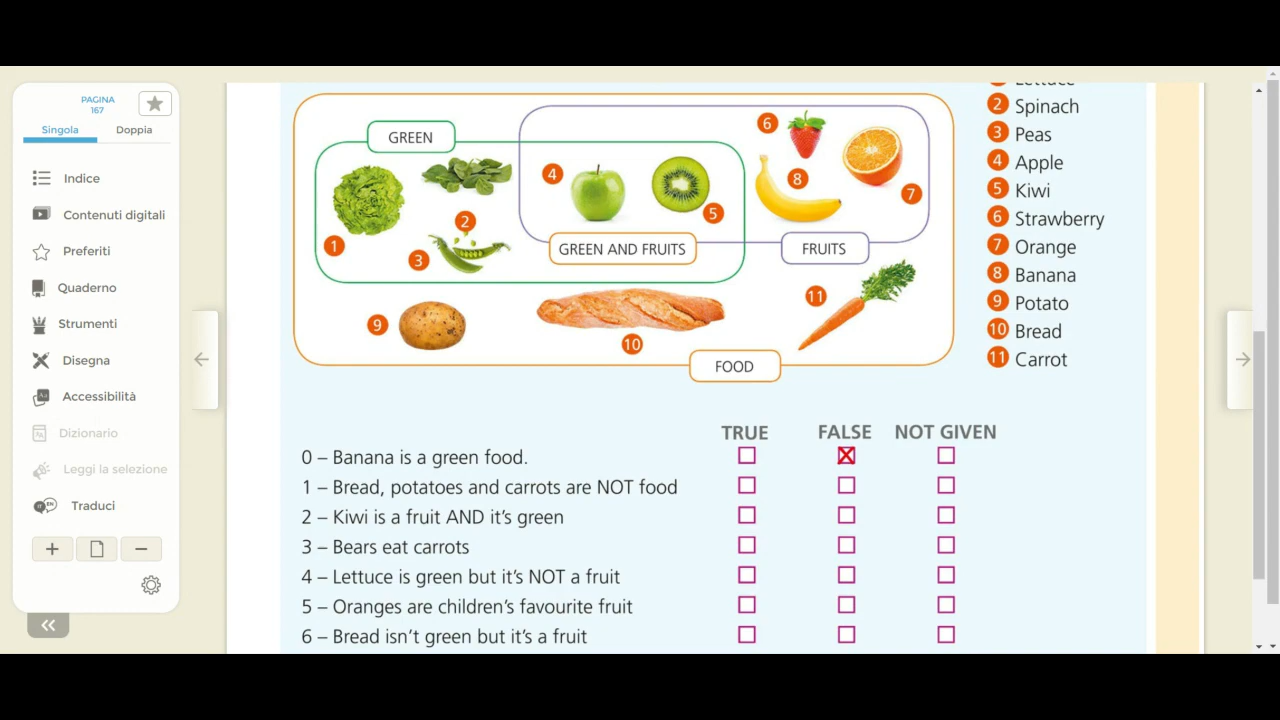 PAGINA
167
Singola
Doppia
Indice
Contenuti digitali
Preferiti
Quaderno
Strumenti
Disegna
Accessibilità
Dizionario
Leggi la selezione
Traduci
GREEN
GREEN AND FRUITS
FRUITS
FOOD
1
2
3
4
5
6
7
8
9
10
11
Lettuce
2 Spinach
3 Peas
4 Apple
5 Kiwi
6 Strawberry
7 Orange
8 Banana
9 Potato
10 Bread
11 Carrot
TRUE FALSE NOT GIVEN
0 – Banana is a green food.
1 – Bread, potatoes and carrots are NOT food
2 – Kiwi is a fruit AND it's green
3 – Bears eat carrots
4 – Lettuce is green but it's NOT a fruit
5 – Oranges are children's favourite fruit
6 – Bread isn't green but it's a fruit